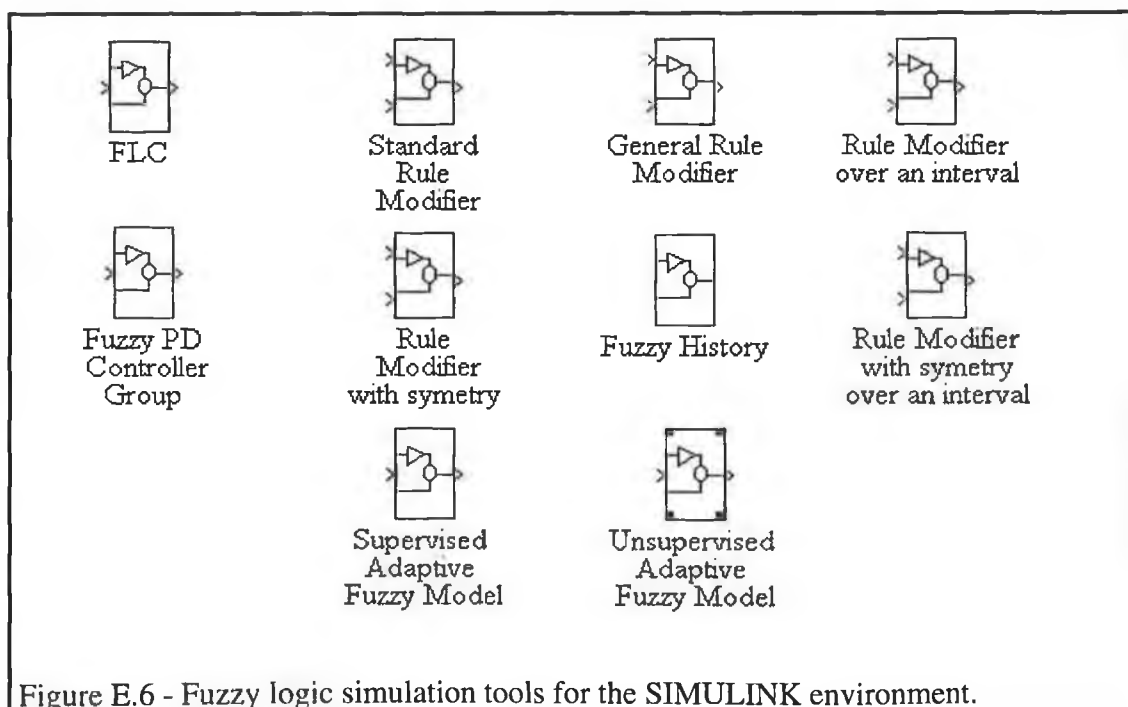 FLC
Standard
Rule
Modifier
General Rule
Modifier
Rule Modifier
over an interval
Fuzzy PD
Controller
Group
Rule
Modifier
with symetry
Fuzzy History
Rule Modifier
with symetry
over an interval
Supervised
Adaptive
Fuzzy Model
Unsupervised
Adaptive
Fuzzy Model
Figure E.6 - Fuzzy logic simulation tools for the SIMULINK environment.